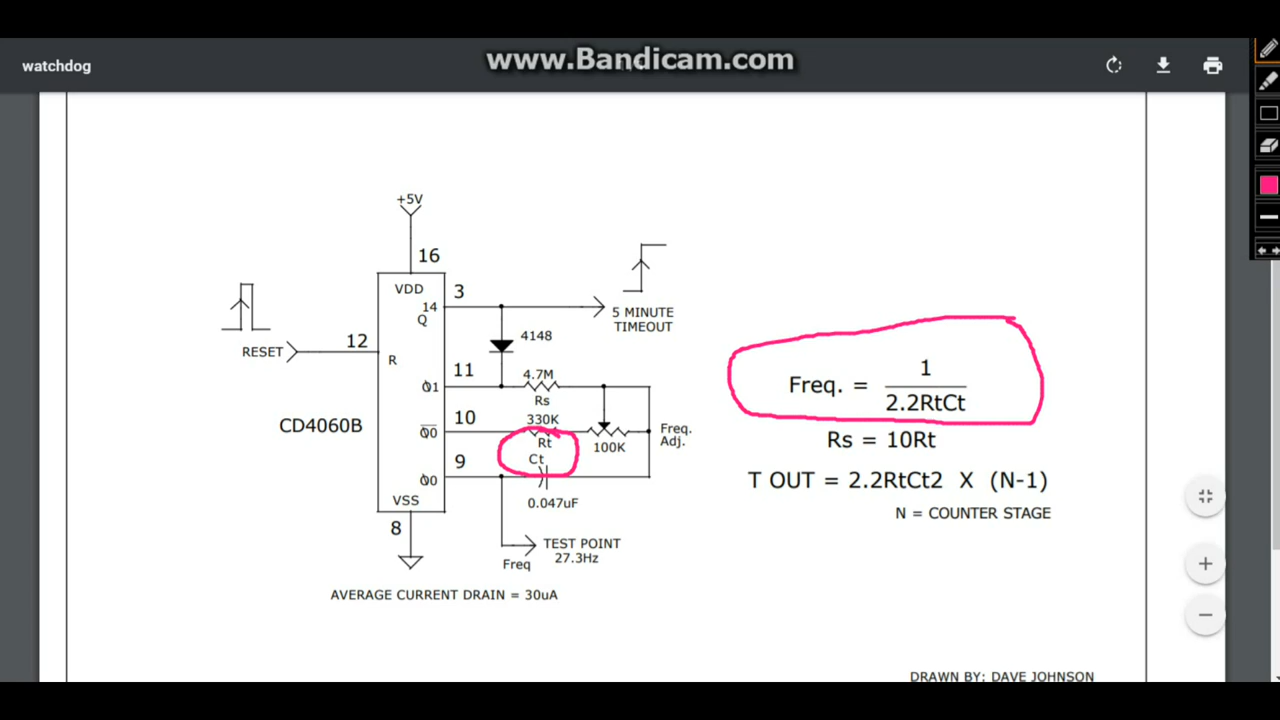 www.Bandicam.com
watchdog
+5V
16
VDD
3
14
Q
5 MINUTE
TIMEOUT
4148
12
RESET
R
11
4.7M
Rs
Freq. = 1
2.2RtCt
10
330K
Rt
100K
Freq.
Adj.
CD4060B
Rs = 10Rt
9
Ct
T OUT = 2.2RtCt2 X (N-1)
VSS
0.047uF
N = COUNTER STAGE
8
TEST POINT
27.3Hz
Freq
AVERAGE CURRENT DRAIN = 30uA
DRAWN BY: DAVE JOHNSON